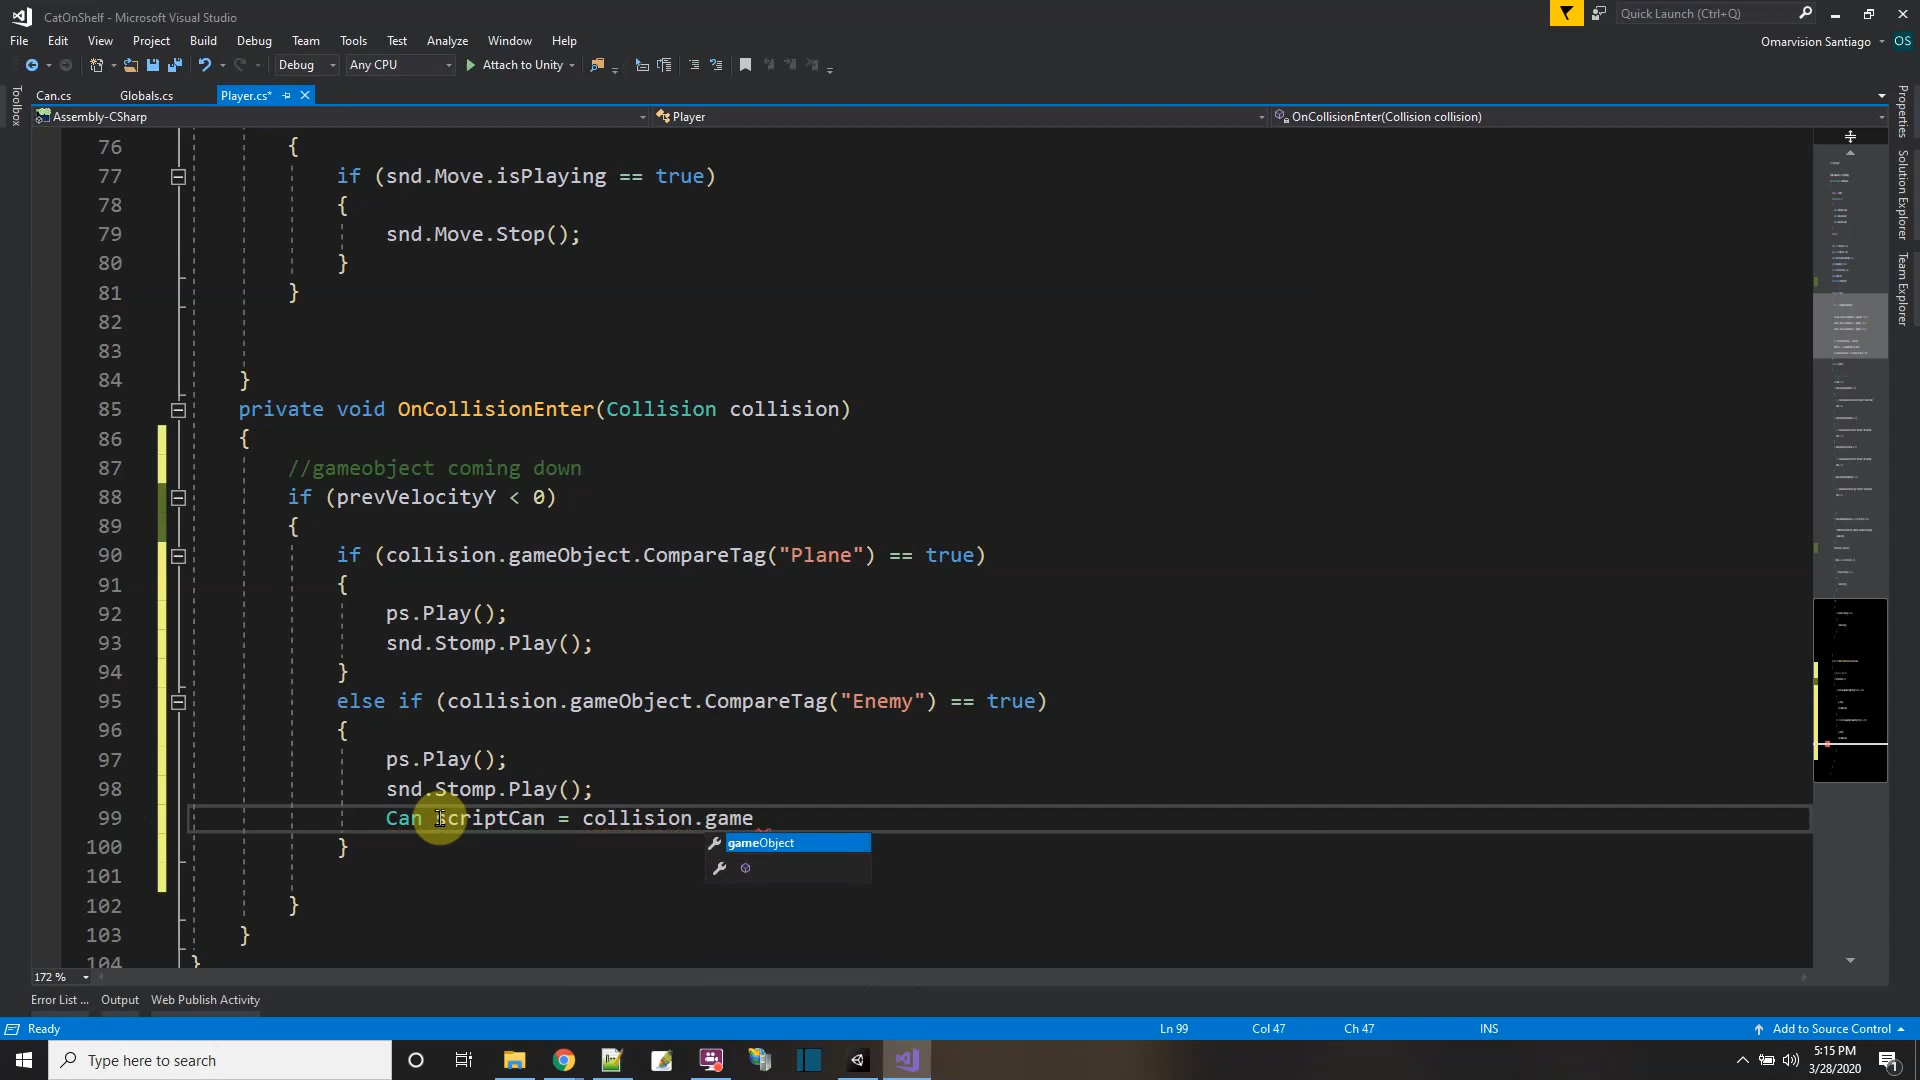 CatOnShelf - Microsoft Visual Studio
Quick Launch (Ctrl+Q)
File Edit View Project Build Debug Team Tools Test Analyze Window Help
Omarvision Santiago OS
Debug Any CPU Attach to Unity
Can.cs Globals.cs Player.cs*
Assembly-CSharp Player OnCollisionEnter(Collision collision)
Toolbox
Properties
Solution Explorer
Team Explorer
76 {
77 if (snd.Move.isPlaying == true)
78 {
79 snd.Move.Stop();
80 }
81 }
82
83
84 }
85 private void OnCollisionEnter(Collision collision)
86 {
87 //gameobject coming down
88 if (prevVelocityY < 0)
89 {
90 if (collision.gameObject.CompareTag("Plane") == true)
91 {
92 ps.Play();
93 snd.Stomp.Play();
94 }
95 else if (collision.gameObject.CompareTag("Enemy") == true)
96 {
97 ps.Play();
98 snd.Stomp.Play();
99 Can scriptCan = collision.game
gameObject
100 }
101
102 }
103 }
104 }
172 %
Error List ... Output Web Publish Activity
Ready Ln 99 Col 47 Ch 47 INS Add to Source Control
Type here to search
5:15 PM
3/28/2020
1